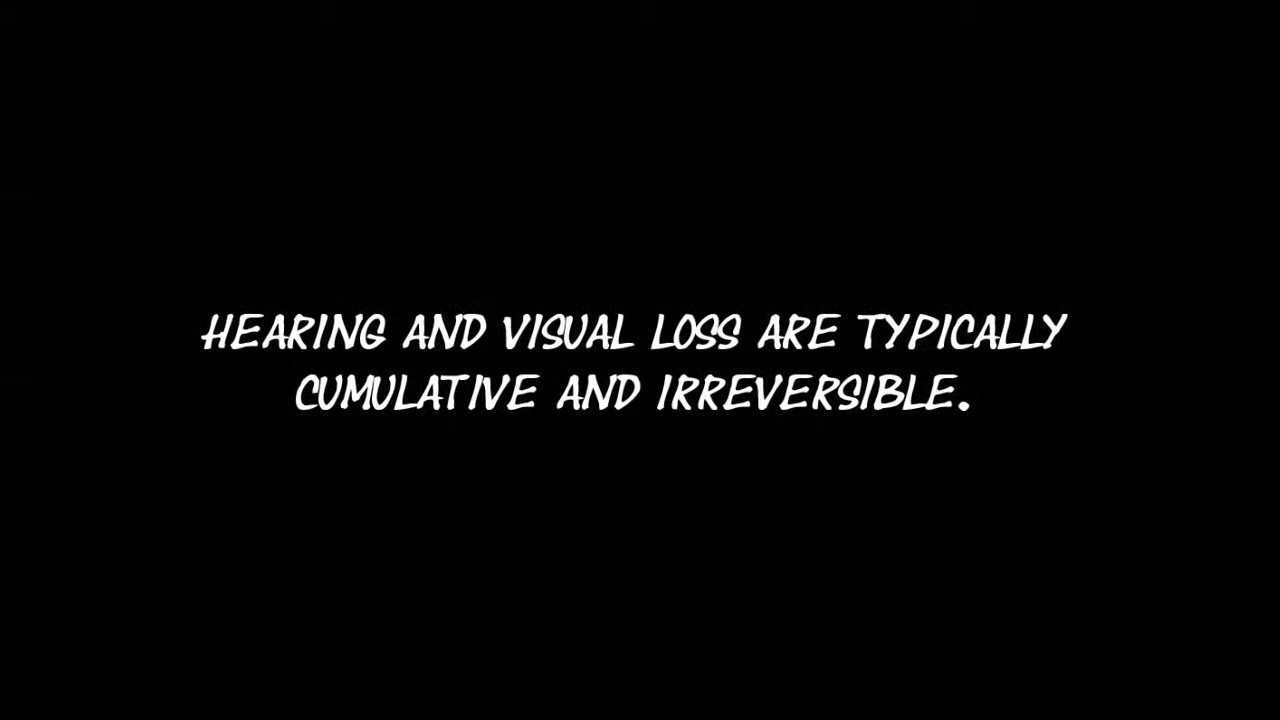 HEARING AND VISUAL LOSS ARE TYPICALLY
CUMULATIVE AND IRREVERSIBLE.